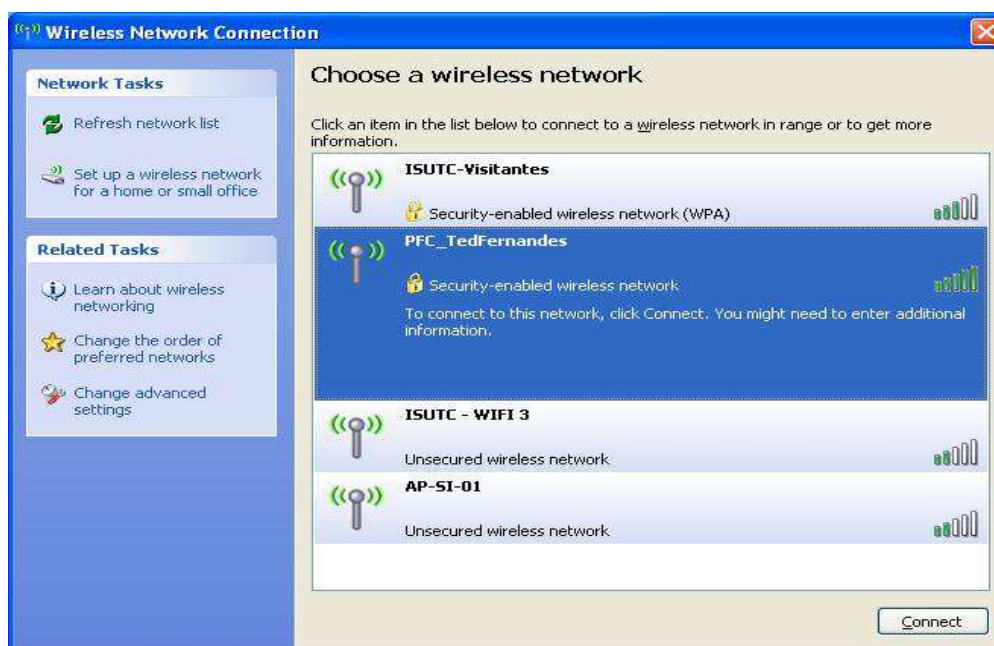 Wireless Network Connection
Network Tasks
Refresh network list
Set up a wireless network
for a home or small office
Related Tasks
Learn about wireless
networking
Change the order of
preferred networks
Change advanced
settings
Choose a wireless network
Click an item in the list below to connect to a wireless network in range or to get more
information.
ISUTC-Visitantes
Security-enabled wireless network (WPA)
PFC_TedFernandes
Security-enabled wireless network
To connect to this network, click Connect. You might need to enter additional
information.
ISUTC - WIFI 3
Unsecured wireless network
AP-SI-01
Unsecured wireless network
Connect